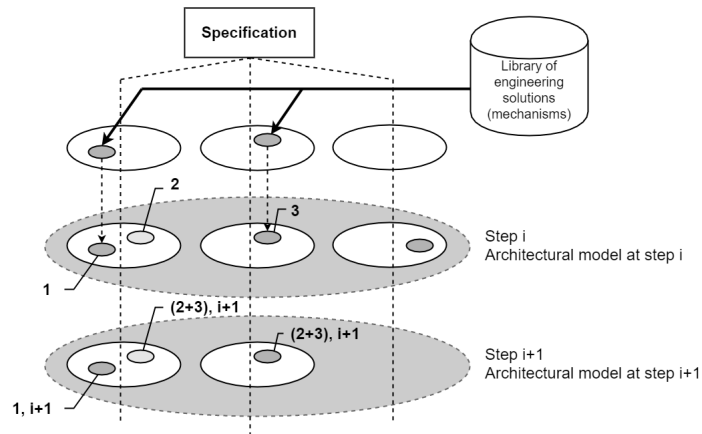 Specification
Library of
engineering
solutions
(mechanisms)
2
3
Step i
Architectural model at step i
1
(2+3), i+1
(2+3), i+1
Step i+1
Architectural model at step i+1
1, i+1